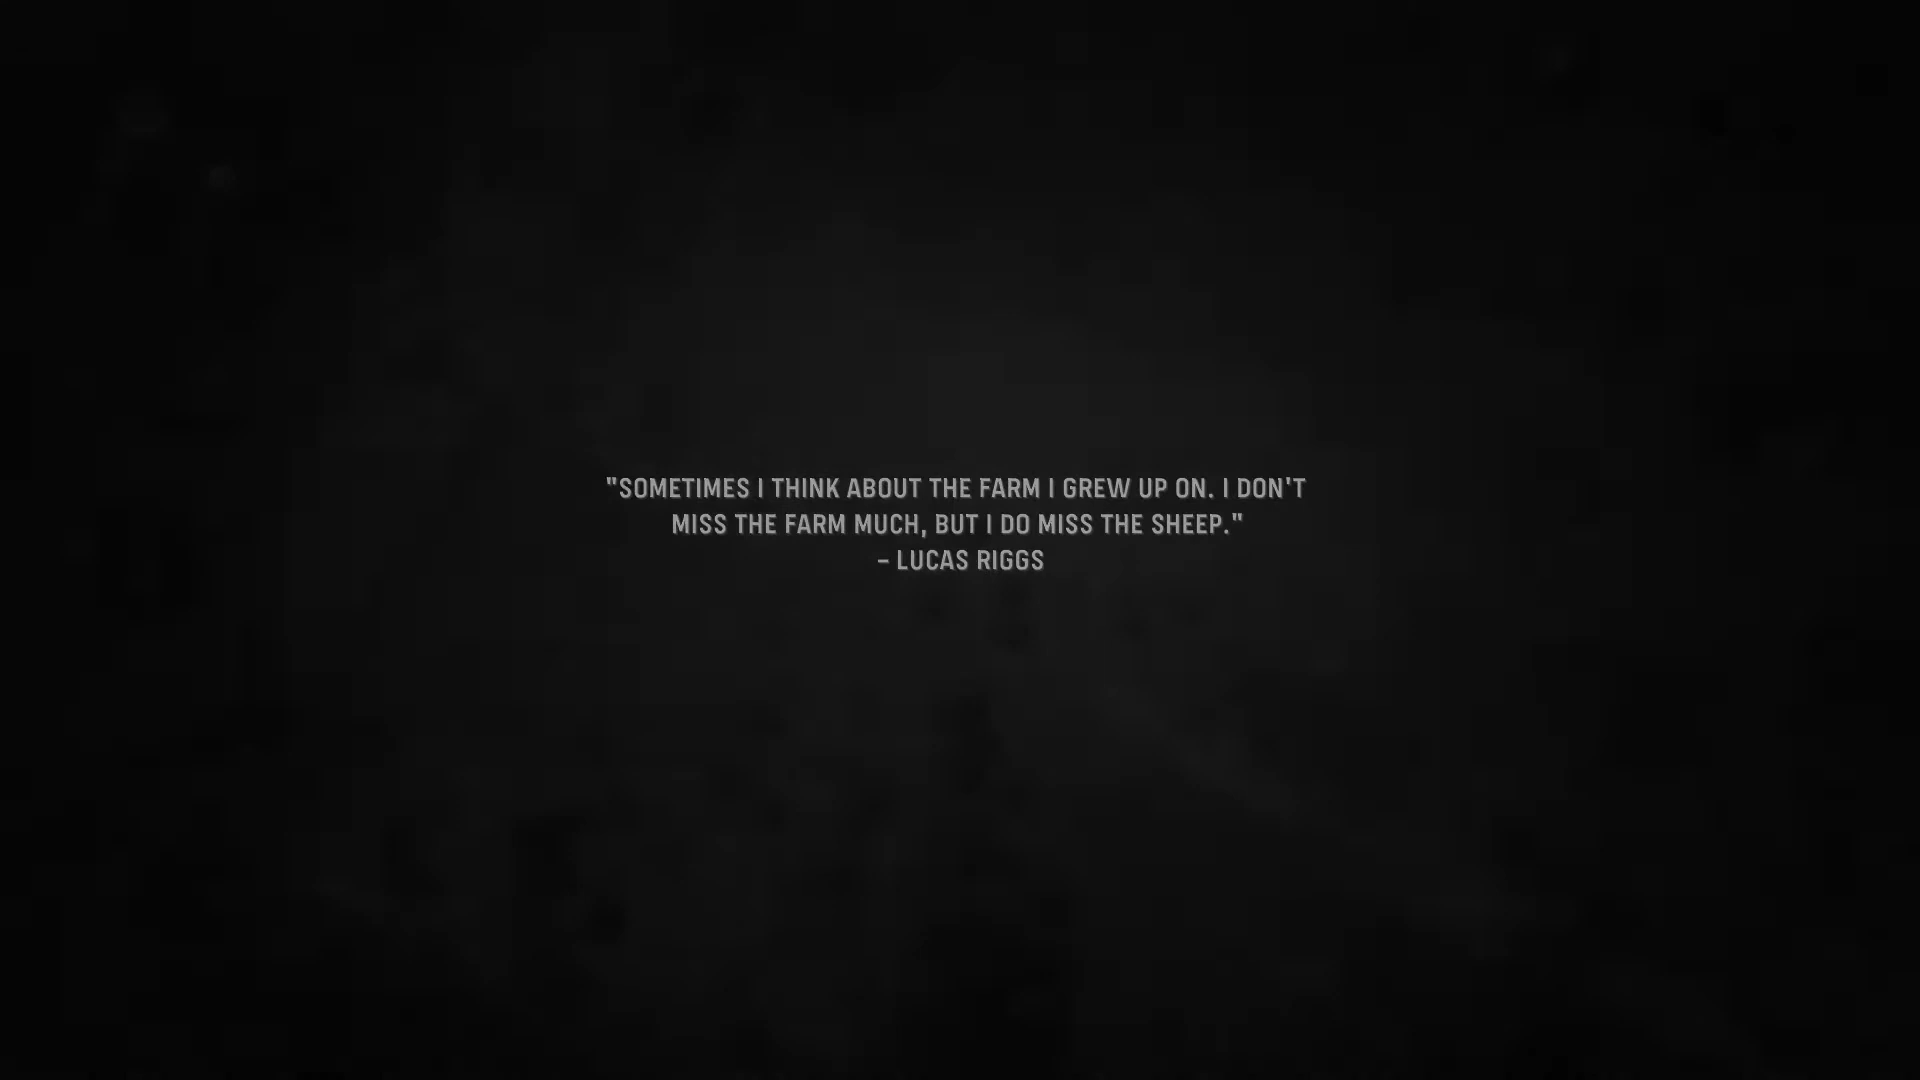 "SOMETIMES I THINK ABOUT THE FARM I GREW UP ON. I DON'T
MISS THE FARM MUCH, BUT I DO MISS THE SHEEP."
– LUCAS RIGGS